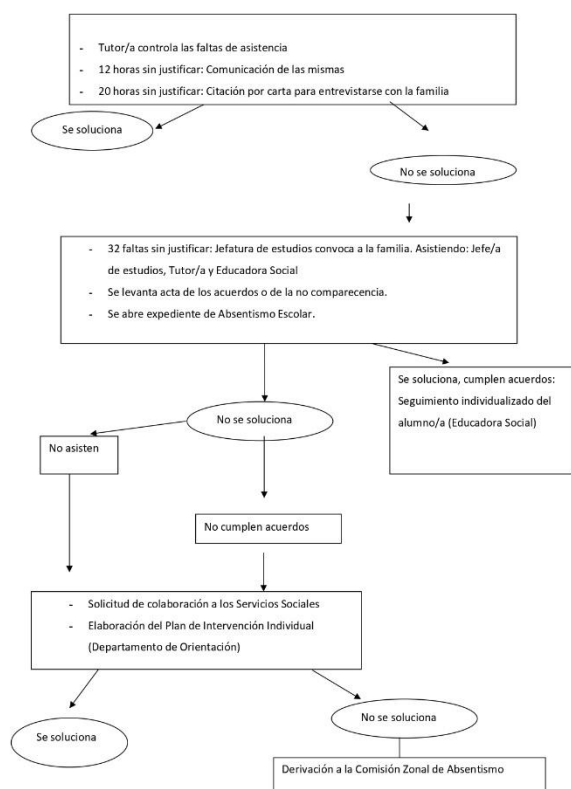 - Tutor/a controla las faltas de asistencia
- 12 horas sin justificar: Comunicación de las mismas
- 20 horas sin justificar: Citación por carta para entrevistarse con la familia
Se soluciona
No se soluciona
- 32 faltas sin justificar: Jefatura de estudios convoca a la familia. Asistiendo: Jefe/a
de estudios, Tutor/a y Educadora Social
- Se levanta acta de los acuerdos o de la no comparecencia.
- Se abre expediente de Absentismo Escolar.
Se soluciona, cumplen acuerdos:
Seguimiento individualizado del
alumno/a (Educadora Social)
No se soluciona
No asisten
No cumplen acuerdos
- Solicitud de colaboración a los Servicios Sociales
- Elaboración del Plan de Intervención Individual
(Departamento de Orientación)
Se soluciona
No se soluciona
Derivación a la Comisión Zonal de Absentismo